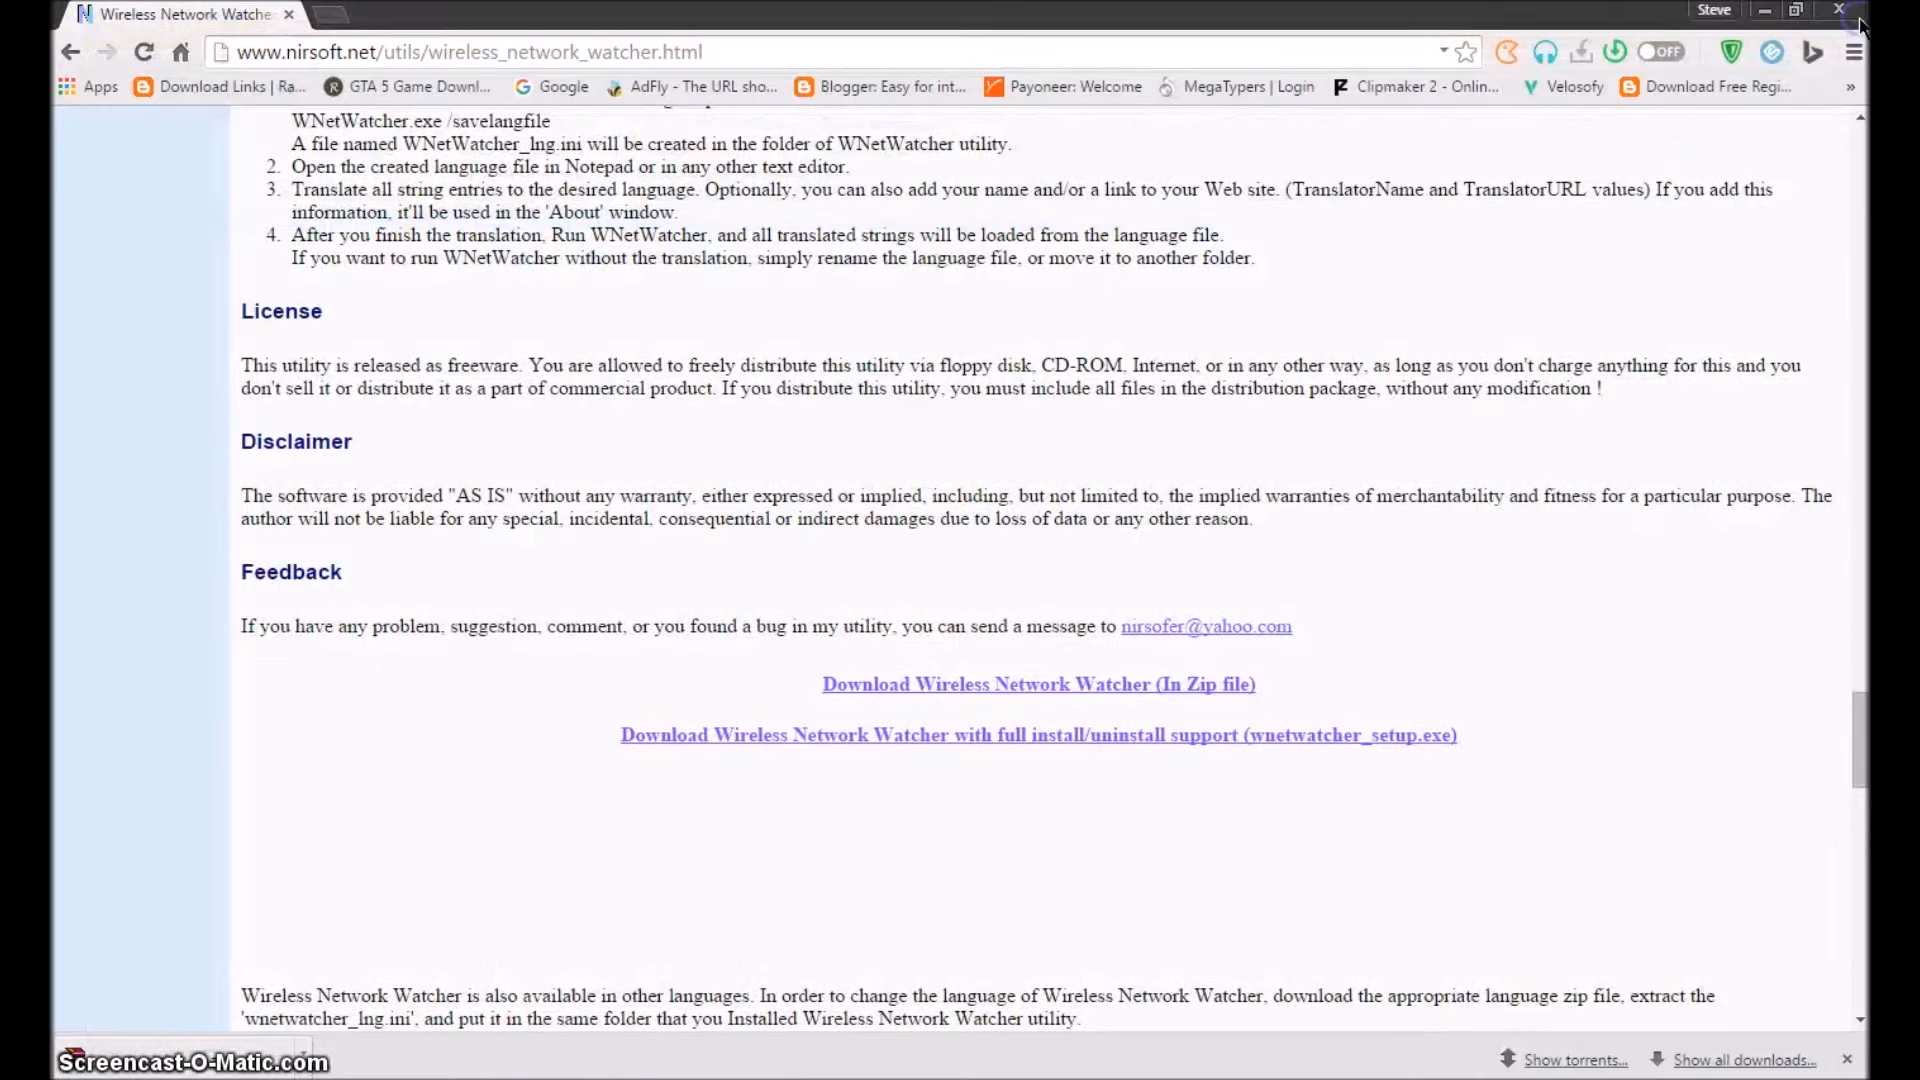 Wireless Network Watche
Steve
www.nirsoft.net/utils/wireless_network_watcher.html
OFF
Apps
Download Links | Ra...
GTA 5 Game Downl...
Google
AdFly - The URL sho...
Blogger: Easy for int...
Payoneer: Welcome
MegaTypers | Login
Clipmaker 2 - Onlin...
Velosofy
Download Free Regi...
»
WNetWatcher.exe /savelangfile
A file named WNetWatcher_lng.ini will be created in the folder of WNetWatcher utility.
2. Open the created language file in Notepad or in any other text editor.
3. Translate all string entries to the desired language. Optionally, you can also add your name and/or a link to your Web site. (TranslatorName and TranslatorURL values) If you add this
information, it'll be used in the 'About' window.
4. After you finish the translation, Run WNetWatcher, and all translated strings will be loaded from the language file.
If you want to run WNetWatcher without the translation, simply rename the language file, or move it to another folder.
License
This utility is released as freeware. You are allowed to freely distribute this utility via floppy disk, CD-ROM, Internet, or in any other way, as long as you don't charge anything for this and you
don't sell it or distribute it as a part of commercial product. If you distribute this utility, you must include all files in the distribution package, without any modification !
Disclaimer
The software is provided "AS IS" without any warranty, either expressed or implied, including, but not limited to, the implied warranties of merchantability and fitness for a particular purpose. The
author will not be liable for any special, incidental, consequential or indirect damages due to loss of data or any other reason.
Feedback
If you have any problem, suggestion, comment, or you found a bug in my utility, you can send a message to nirsofer@yahoo.com
Download Wireless Network Watcher (In Zip file)
Download Wireless Network Watcher with full install/uninstall support (wnetwatcher_setup.exe)
Wireless Network Watcher is also available in other languages. In order to change the language of Wireless Network Watcher, download the appropriate language zip file, extract the
'wnetwatcher_lng.ini', and put it in the same folder that you Installed Wireless Network Watcher utility.
Screencast-O-Matic.com
Show torrents...
Show all downloads...